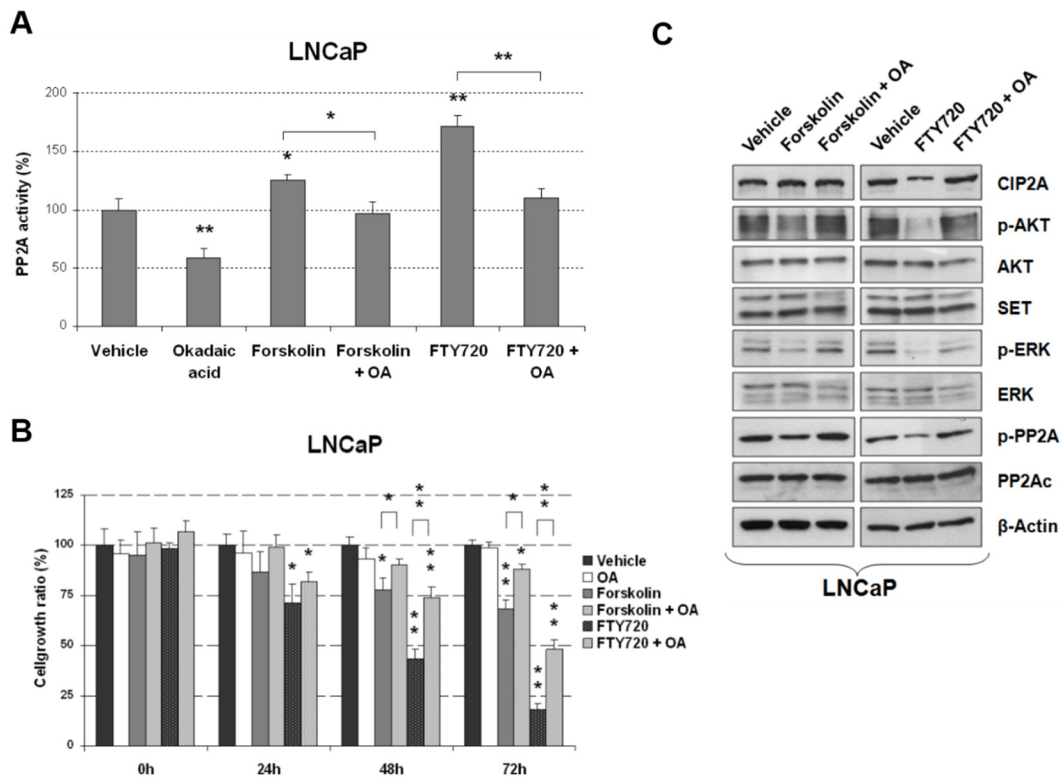 A
LNCaP
**
**
*
*
**
200
150
100
50
0
PP2A activity (%)
Vehicle
Okadaic
acid
Forskolin
Forskolin
+ OA
FTY720
FTY720 +
OA
B
LNCaP
125
100
75
50
25
0
Cellgrowth ratio (%)
* * * * * * * * * * * * * * * * * * * * * * *
0h
24h
48h
72h
Vehicle
OA
Forskolin
Forskolin + OA
FTY720
FTY720 + OA
C
Vehicle
Forskolin
Forskolin + OA
Vehicle
FTY720
FTY720 + OA
CIP2A
p-AKT
AKT
SET
p-ERK
ERK
p-PP2A
PP2Ac
β-Actin
LNCaP